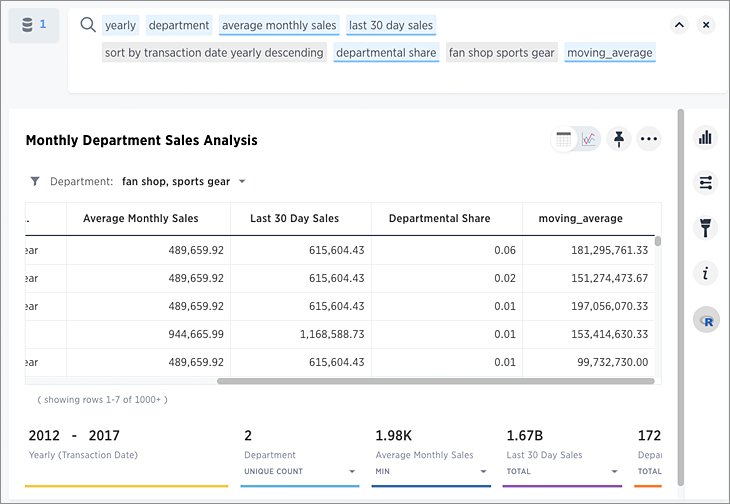 1 yearly department average monthly sales last 30 day sales
sort by transaction date yearly descending departmental share fan shop sports gear moving_average
Monthly Department Sales Analysis
Department: fan shop, sports gear
Average Monthly Sales Last 30 Day Sales Departmental Share moving_average
ear 489,659.92 615,604.43 0.06 181,295,761.33
ear 489,659.92 615,604.43 0.02 151,274,473.67
ear 489,659.92 615,604.43 0.01 197,056,070.33
944,665.99 1,168,588.73 0.01 153,414,630.33
ear 489,659.92 615,604.43 0.01 99,732,730.00
( showing rows 1-7 of 1000+ )
2012 - 2017 2 1.98K 1.67B 172
Yearly (Transaction Date) Department Average Monthly Sales Last 30 Day Sales Depar
UNIQUE COUNT MIN TOTAL TOTAL
i
R